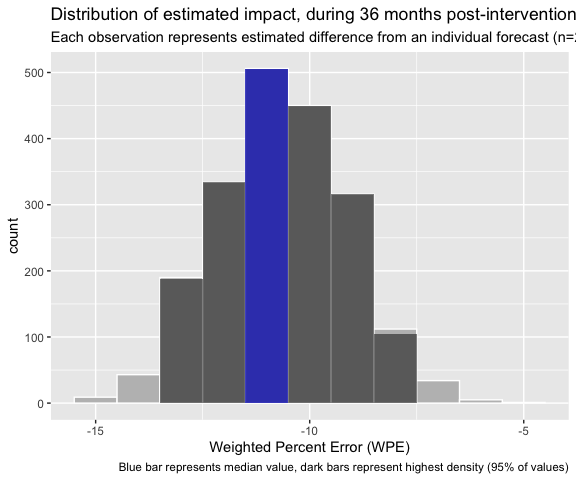 Distribution of estimated impact, during 36 months post-intervention
Each observation represents estimated difference from an individual forecast (n=
500
400
300
200
100
0
count
-15
-10
-5
Weighted Percent Error (WPE)
Blue bar represents median value, dark bars represent highest density (95% of values)